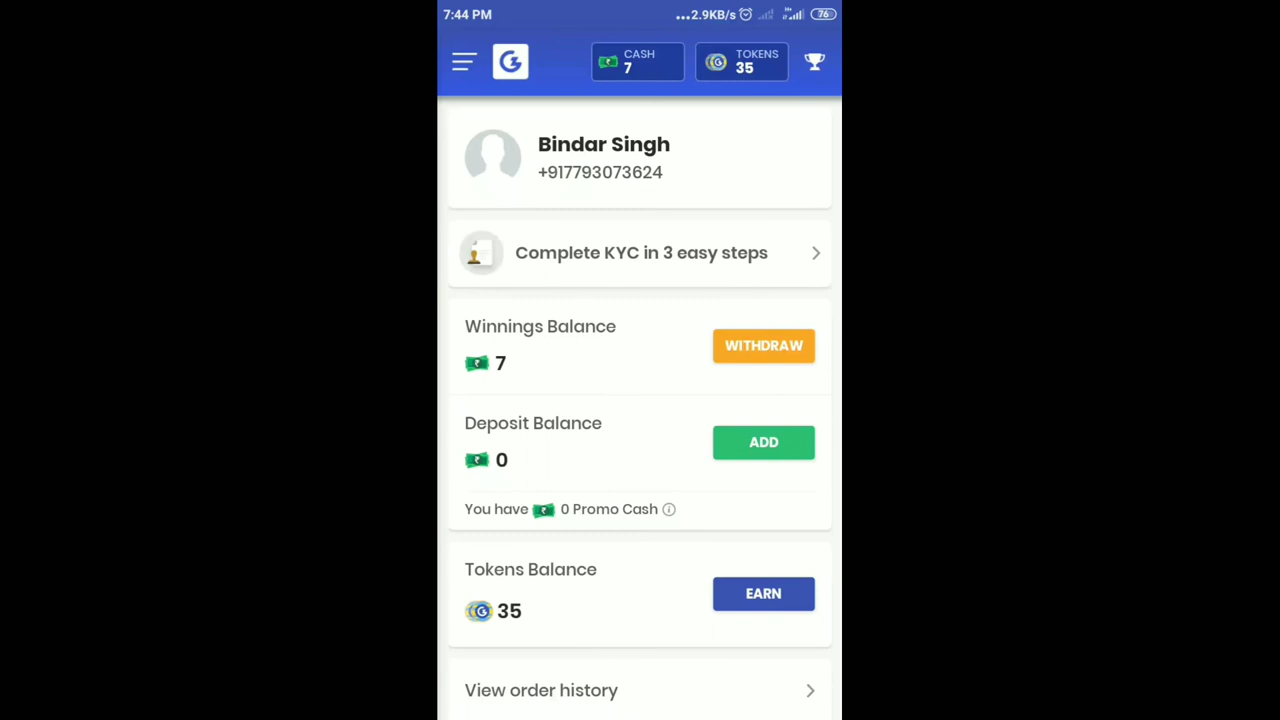 7:44 PM
...2.9KB/s
76
CASH
7
TOKENS
35
Bindar Singh
+917793073624
Complete KYC in 3 easy steps
Winnings Balance
7
WITHDRAW
Deposit Balance
0
ADD
You have 0 Promo Cash
Tokens Balance
35
EARN
View order history